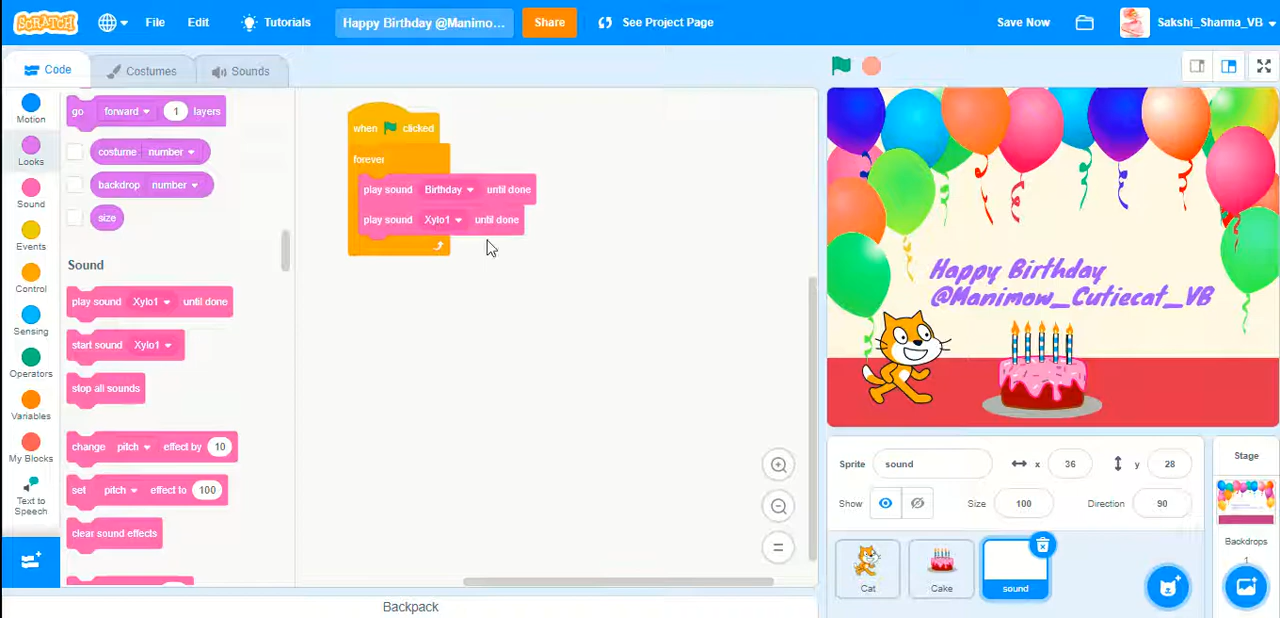 SCRATCH
File
Edit
Tutorials
Happy Birthday @Manimo...
Share
See Project Page
Save Now
Sakshi_Sharma_VB
Code
Costumes
Sounds
Motion
Looks
Sound
Events
Control
Sensing
Operators
Variables
My Blocks
Text to
Speech
go forward 1 layers
costume number
backdrop number
size
Sound
play sound Xylo1 until done
start sound Xylo1
stop all sounds
change pitch effect by 10
set pitch effect to 100
clear sound effects
when clicked
forever
play sound Birthday until done
play sound Xylo1 until done
Happy Birthday
@Manimow_Cutiecat_VB
Sprite sound x 36 y 28
Show Size 100 Direction 90
Cat
Cake
sound
Stage
Backdrops
1
Backpack